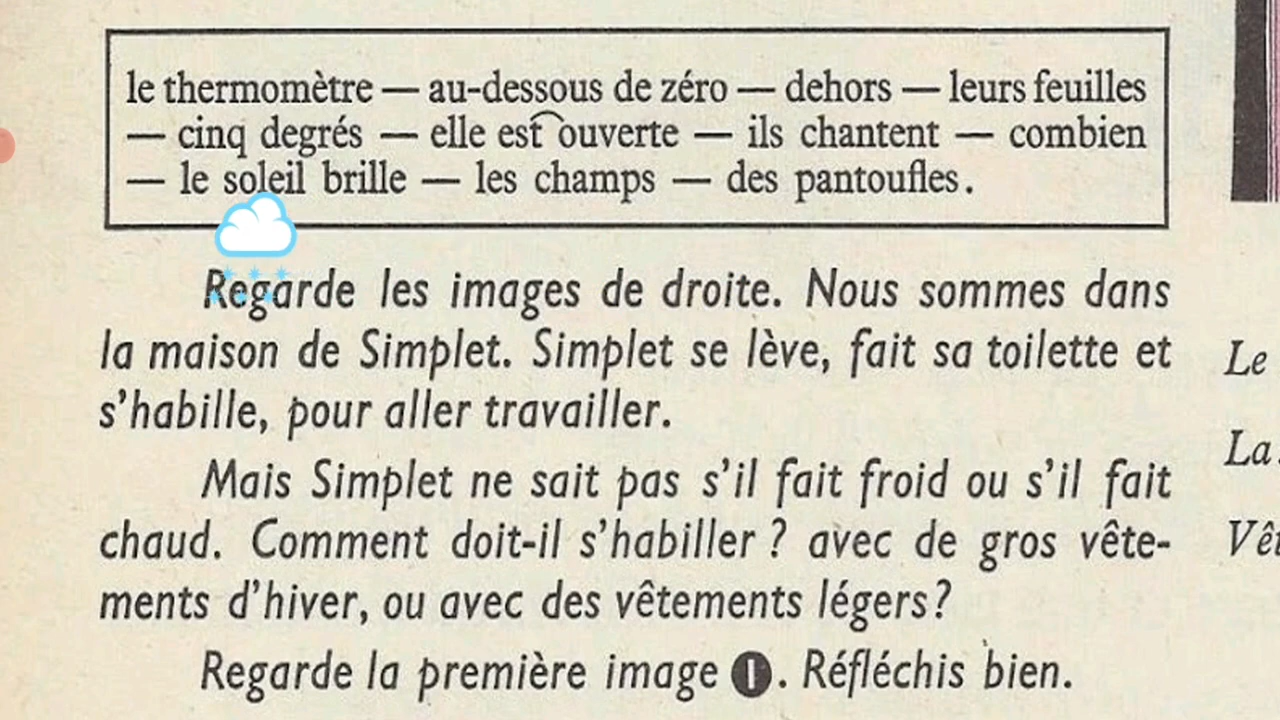 le thermomètre — au-dessous de zéro — dehors — leurs feuilles
— cinq degrés — elle est ouverte — ils chantent — combien
— le soleil brille — les champs — des pantoufles.
Regarde les images de droite. Nous sommes dans
la maison de Simplet. Simplet se lève, fait sa toilette et
s'habille, pour aller travailler.
Mais Simplet ne sait pas s'il fait froid ou s'il fait
chaud. Comment doit-il s'habiller ? avec de gros vête-
ments d'hiver, ou avec des vêtements légers ?
Regarde la première image 1. Réfléchis bien.
Le
La